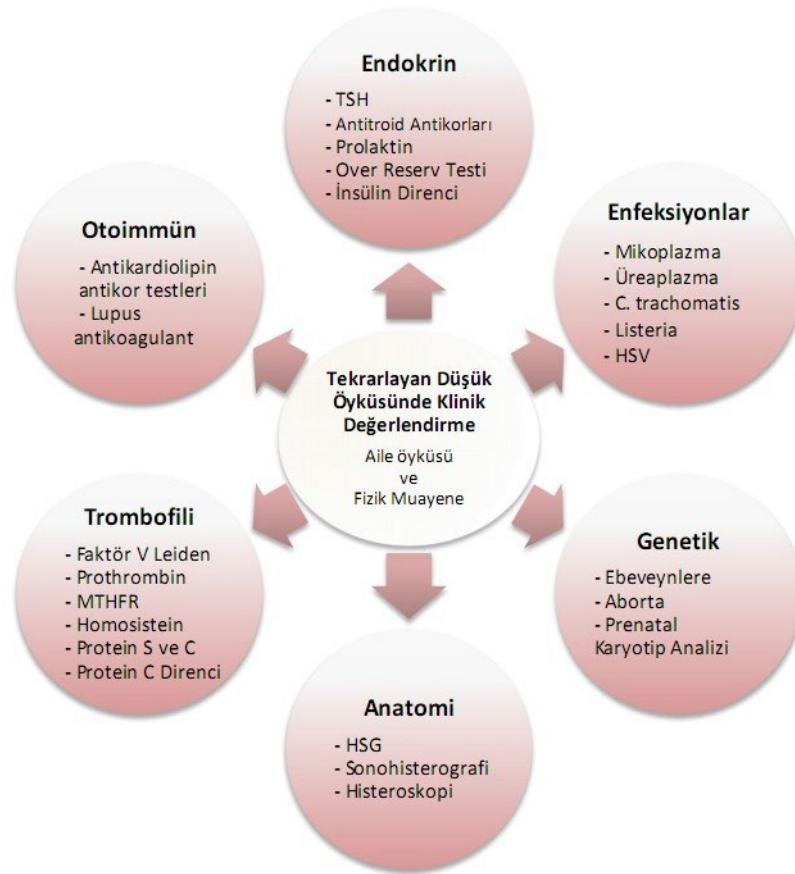 Endokrin
- TSH
- Antitroid Antikorları
- Prolaktin
- Over Reserv Testi
- İnsülin Direnci
Otoimmün
- Antikardiolipin
antikor testleri
- Lupus
antikoagulant
Enfeksiyonlar
- Mikoplazma
- Üreaplazma
- C. trachomatis
- Listeria
- HSV
Tekrarlayan Düşük
Öyküsünde Klinik
Değerlendirme
Aile öyküsü
ve
Fizik Muayene
Trombofili
- Faktör V Leiden
- Prothrombin
- MTHFR
- Homosistein
- Protein S ve C
- Protein C Direnci
Genetik
- Ebeveynlere
- Aborta
- Prenatal
Karyotip Analizi
Anatomi
- HSG
- Sonohisterografi
- Histeroskopi